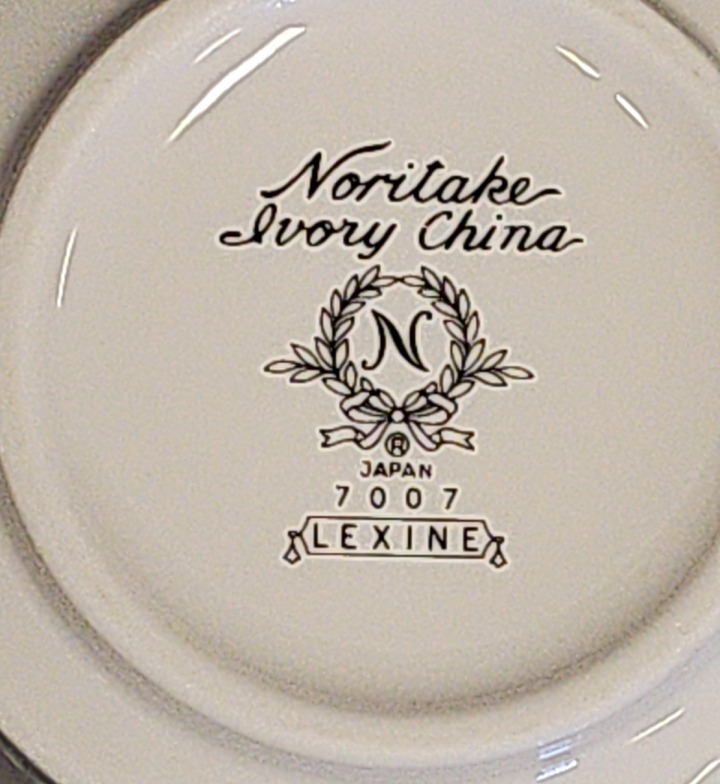 Noritake
Ivory China
N
®
JAPAN
7007
LEXINE